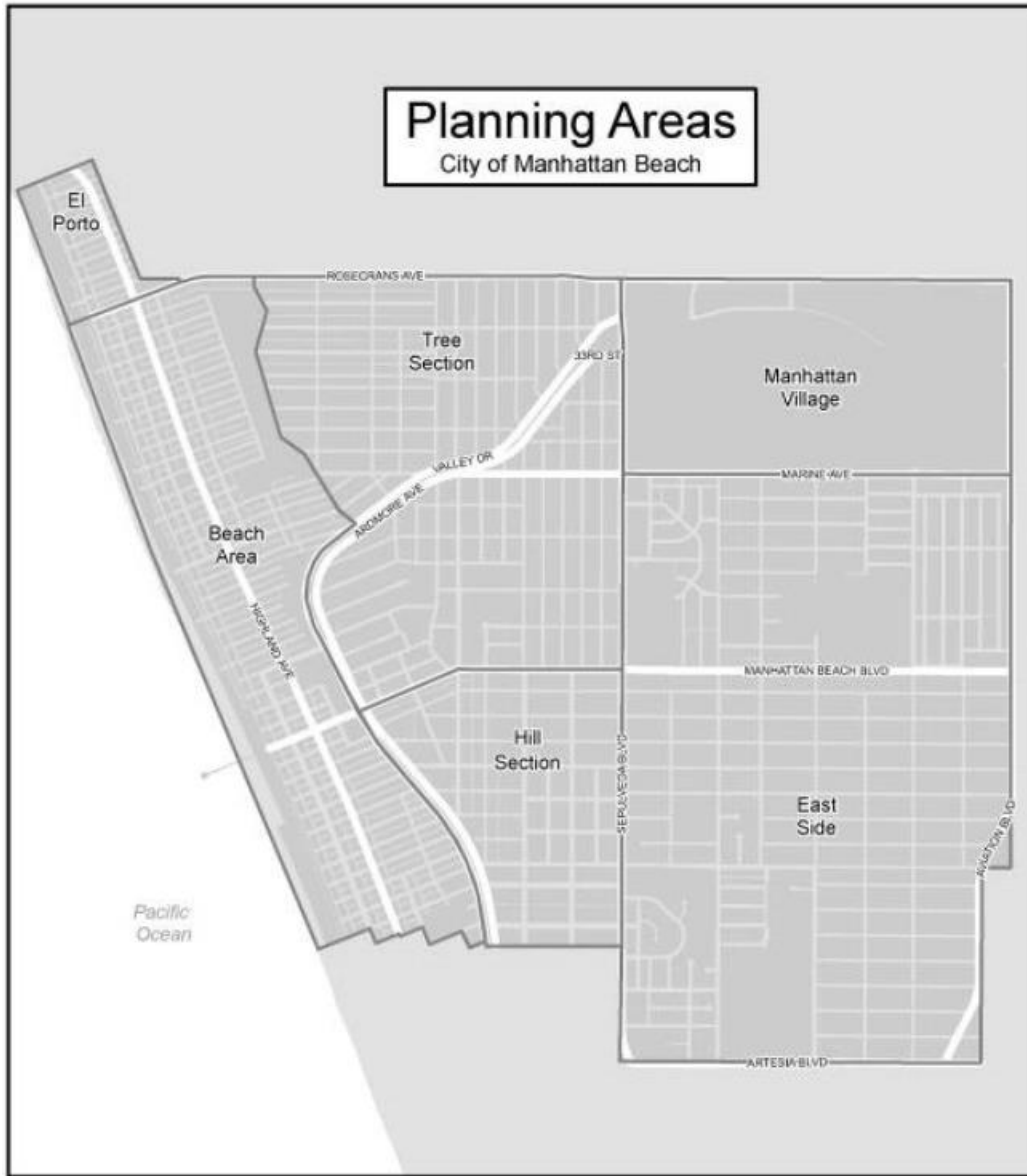 Planning Areas
City of Manhattan Beach
El
Porto
ROSECRANS AVE
Tree
Section
33RD ST
Manhattan
Village
VALLEY DR
MARINE AVE
ARDMORE AVE
Beach
Area
HIGHLAND AVE
MANHATTAN BEACH BLVD
Hill
Section
SEPULVEDA BLVD
East
Side
AVIATION BLVD
Pacific
Ocean
ARTESIA BLVD